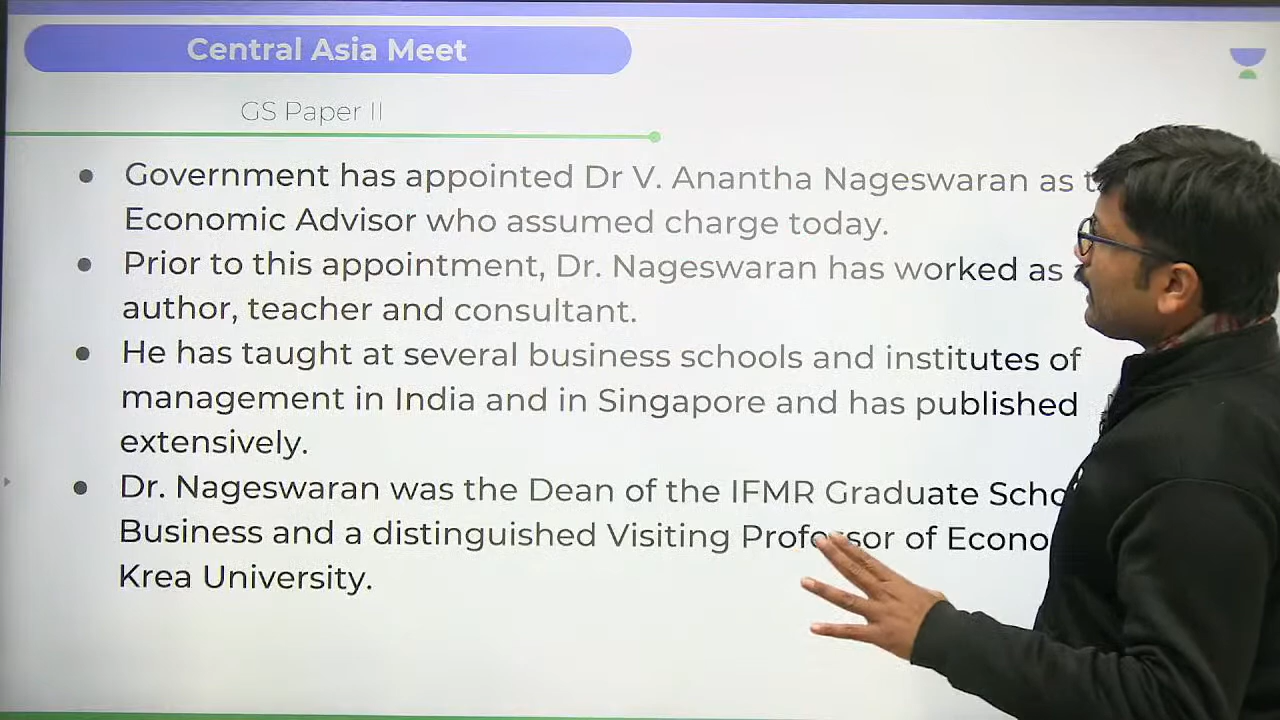 Central Asia Meet
GS Paper II
Government has appointed Dr V. Anantha Nageswaran as
Economic Advisor who assumed charge today.
Prior to this appointment, Dr. Nageswaran has worked as
author, teacher and consultant.
He has taught at several business schools and institutes of
management in India and in Singapore and has published
extensively.
Dr. Nageswaran was the Dean of the IFMR Graduate
Business and a distinguished Visiting Professor of
Krea University.